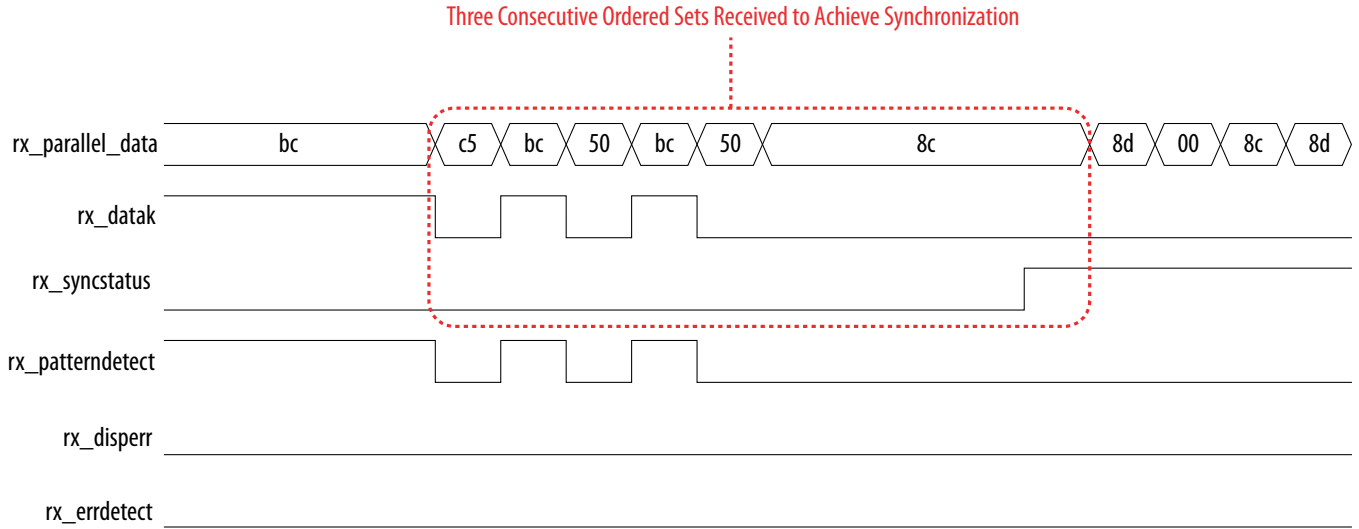 Three Consecutive Ordered Sets Received to Achieve Synchronization
rx_parallel_data bc c5 bc 50 bc 50 8c 8d 00 8c 8d
rx_datak
rx_syncstatus
rx_patterndetect
rx_disperr
rx_errdetect